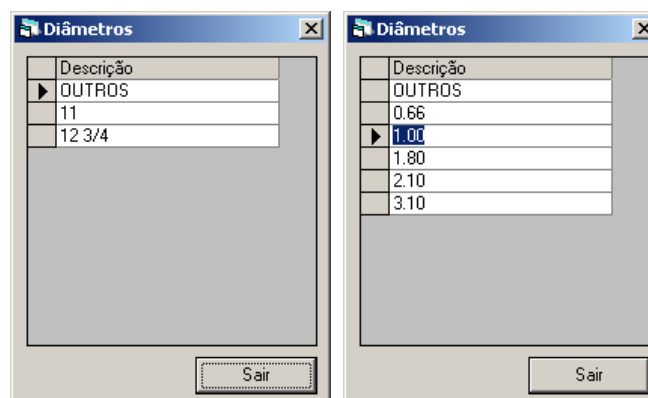 Diâmetros
Descrição
OUTROS
11
12 3/4
Sair
Diâmetros
Descrição
OUTROS
0.66
1.00
1.80
2.10
3.10
Sair